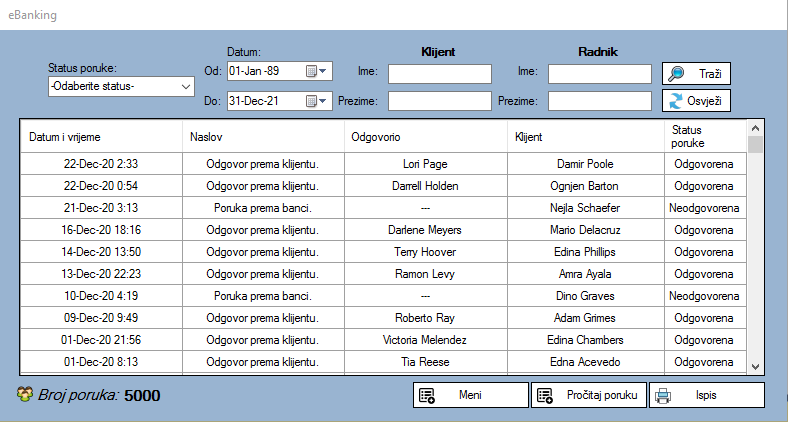 eBanking
Datum: Klijent Radnik
Status poruke: Od: 01-Jan -89 Ime: Ime: Traži
-Odaberite status-
Do: 31-Dec-21 Prezime: Prezime: Osvježi
Datum i vrijeme Naslov Odgovorio Klijent Status poruke
22-Dec-20 2:33 Odgovor prema klijentu. Lori Page Damir Poole Odgovorena
22-Dec-20 0:54 Odgovor prema klijentu. Darrell Holden Ognjen Barton Odgovorena
21-Dec-20 3:13 Poruka prema banci. --- Nejla Schaefer Neodgovorena
16-Dec-20 18:16 Odgovor prema klijentu. Darlene Meyers Mario Delacruz Odgovorena
14-Dec-20 13:50 Odgovor prema klijentu. Terry Hoover Edina Phillips Odgovorena
13-Dec-20 22:23 Odgovor prema klijentu. Ramon Levy Amra Ayala Odgovorena
10-Dec-20 4:19 Poruka prema banci. --- Dino Graves Neodgovorena
09-Dec-20 9:49 Odgovor prema klijentu. Roberto Ray Adam Grimes Odgovorena
01-Dec-20 21:56 Odgovor prema klijentu. Victoria Melendez Edina Chambers Odgovorena
01-Dec-20 8:13 Odgovor prema klijentu. Tia Reese Edna Acevedo Odgovorena
Broj poruka: 5000 Meni Pročitaj poruku Ispis